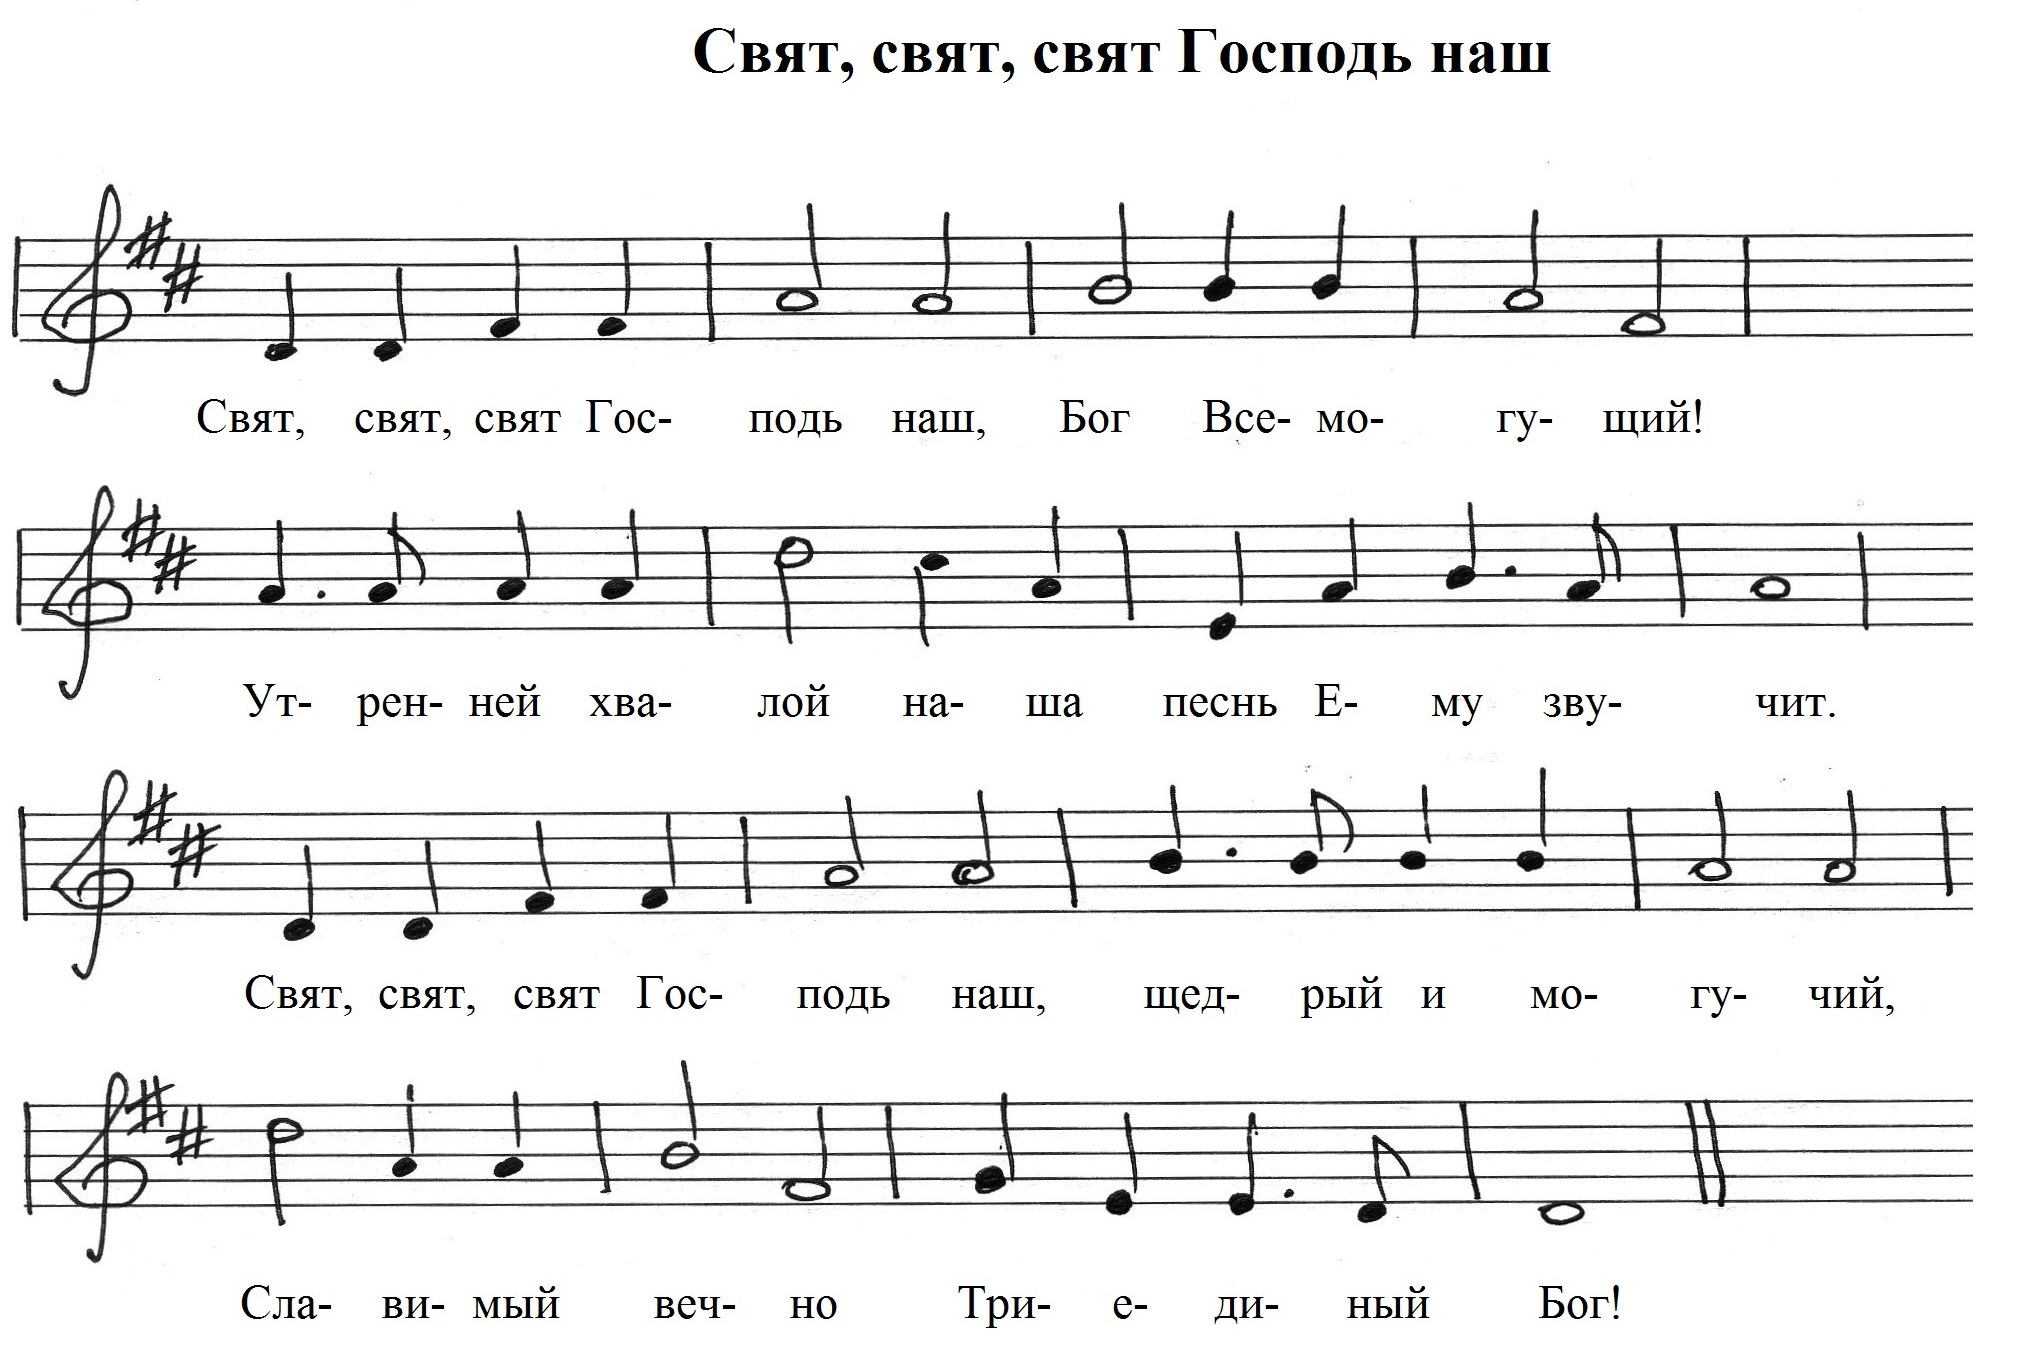 Свят, свят, свят Господь наш
Свят, свят, свят Гос- подь наш, Бог Все- мо- гу- щий!
Ут- рен- ней хва- лой на- ша песнь Е- му зву- чит.
Свят, свят, свят Гос- подь наш, щед- рый и мо- гу- чий,
Сла- ви- мый веч- но Три- е- ди- ный Бог!